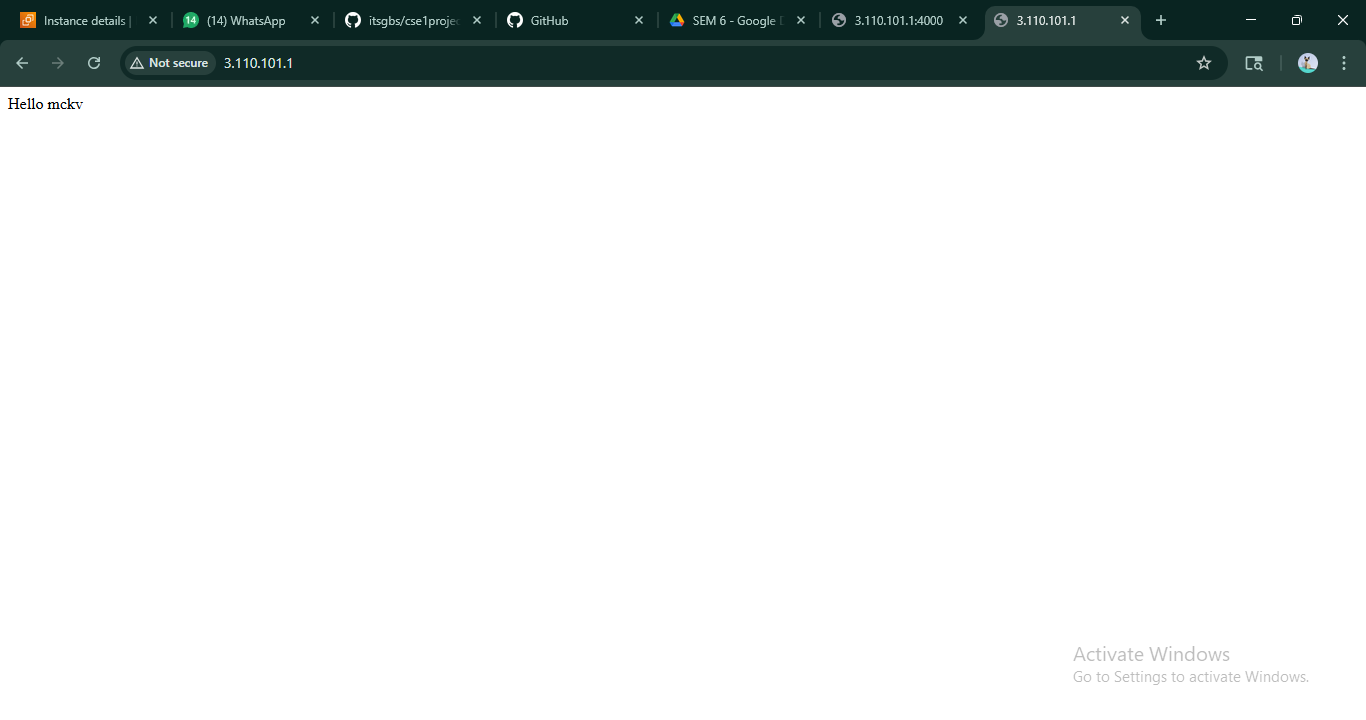 Instance details |
14
(14) WhatsApp
itsgbs/cse1projec
GitHub
SEM 6 - Google D
3.110.101.1:4000
3.110.101.1
Not secure
3.110.101.1
Hello mckv
Activate Windows
Go to Settings to activate Windows.